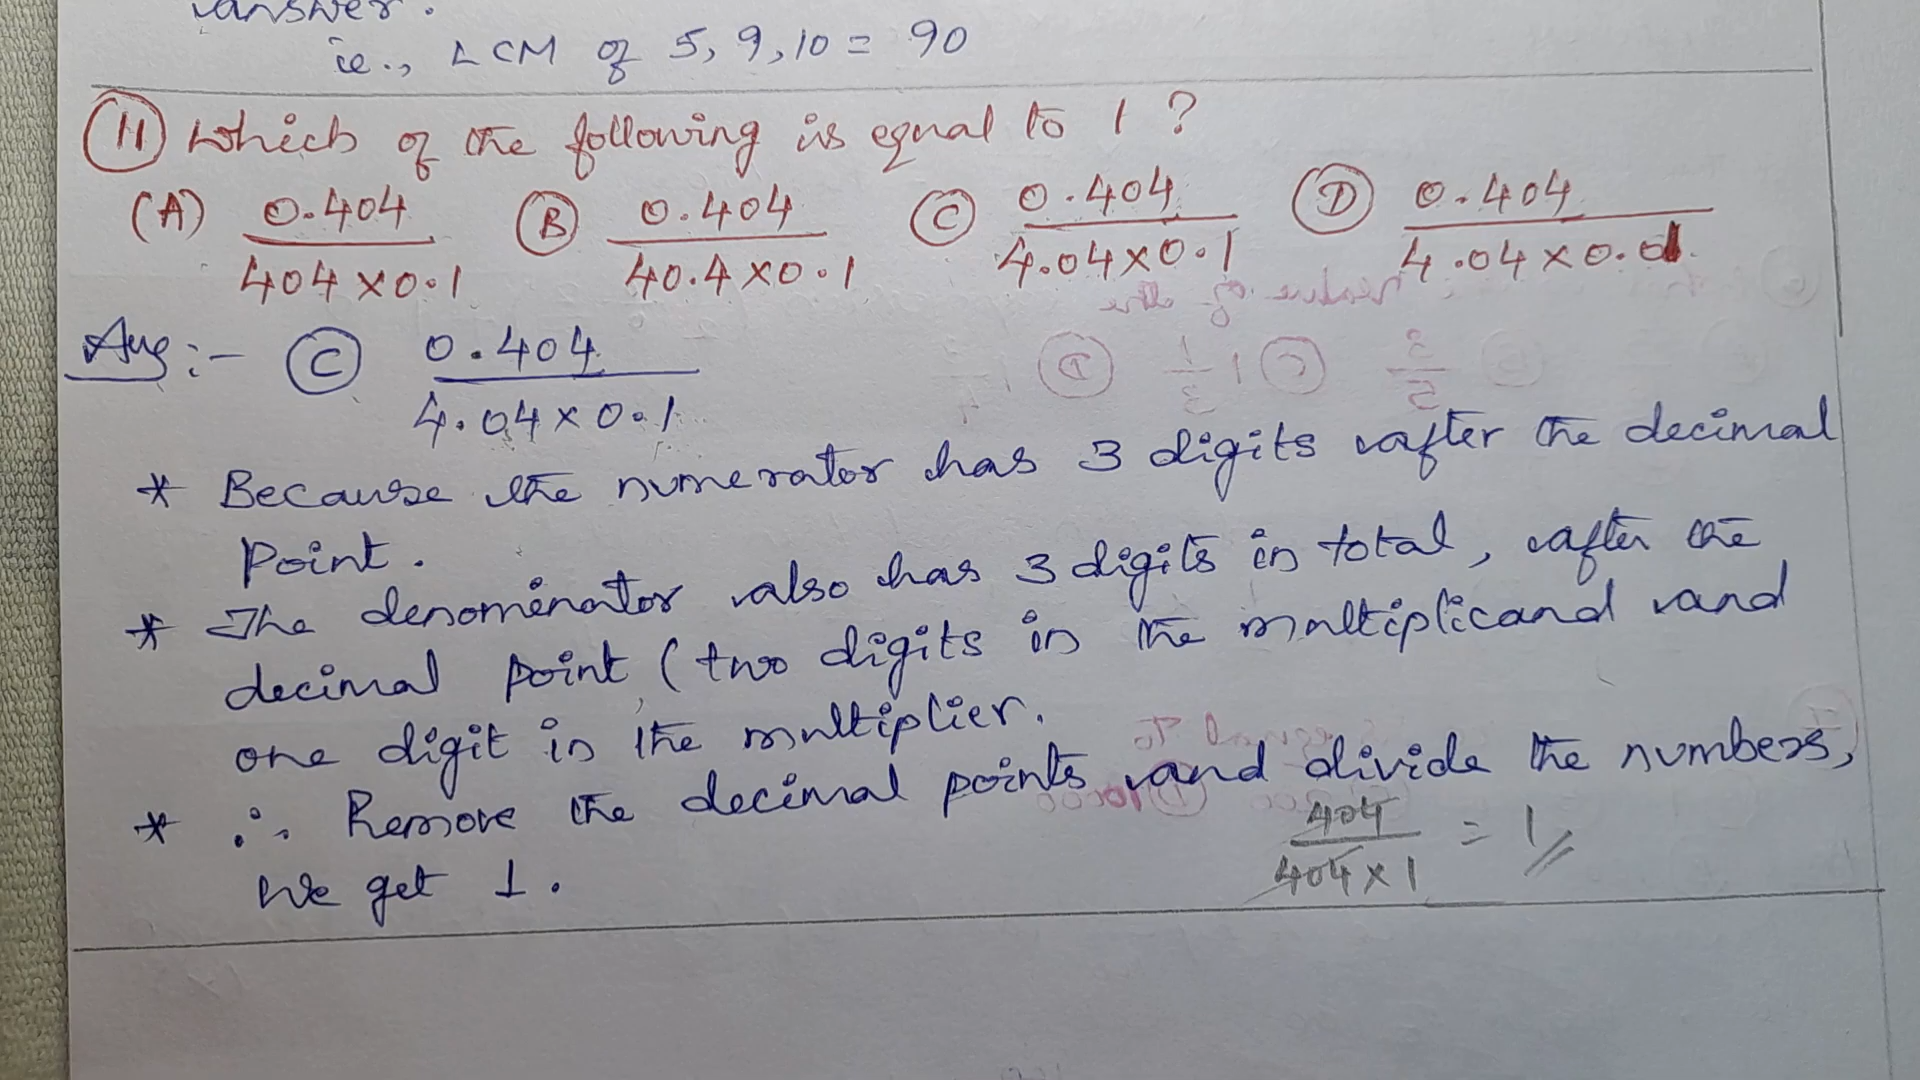 answer.
ie., LCM of 5, 9, 10 = 90
(11) Which of the following is equal to 1 ?
(A) 0.404 / 404 x 0.1 (B) 0.404 / 40.4 x 0.1 (C) 0.404 / 4.04 x 0.1 (D) 0.404 / 4.04 x 0.01
Ans :- (C) 0.404 / 4.04 x 0.1
* Because the numerator has 3 digits after the decimal
Point.
* The denominator also has 3 digits in total, after the
decimal point (two digits in the multiplicand and
one digit in the multiplier.
* ∴ Remove the decimal points and divide the numbers,
We get 1.
404 / 404 x 1 = 1